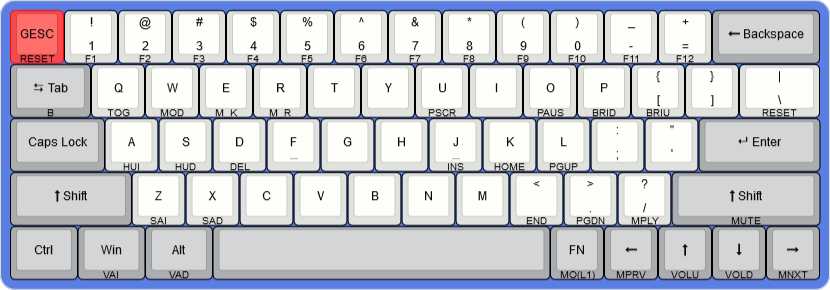 GESC ! @ # $ % ^ & * ( ) _ +
1 2 3 4 5 6 7 8 9 0 - = ← Backspace
RESET F1 F2 F3 F4 F5 F6 F7 F8 F9 F10 F11 F12
{ } |
⇆ Tab Q W E R T Y U I O P
[ ] \
B TOG MOD M_K M_R PSCR PAUS BRID BRIU RESET
: "
Caps Lock A S D F G H J K L ↵ Enter
_ _ ; '
HUI HUD DEL INS HOME PGUP
< > ?
↑ Shift Z X C V B N M ↑ Shift
, . /
SAI SAD END PGDN MPLY MUTE
Ctrl Win Alt FN ← ↑ ↓ →
VAI VAD MO(L1) MPRV VOLU VOLD MNXT